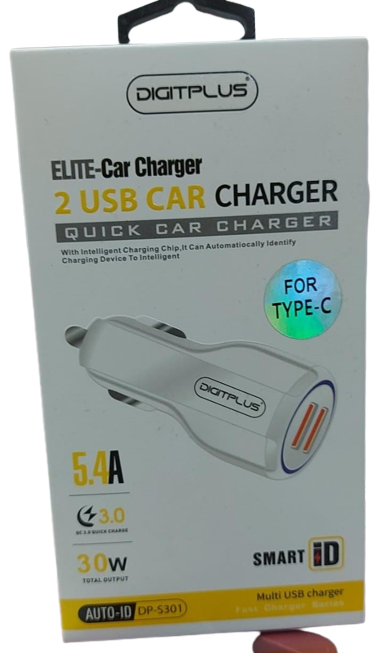 DIGITPLUS
ELITE-Car Charger
2 USB CAR CHARGER
QUICK CAR CHARGER
With Intelligent Charging Chip,It Can Automatiocally Identify
Charging Device To Intelligent
FOR
TYPE-C
DIGITPLUS
5.4A
3.0
QC 3.0 QUICK CHARGE
30W
TOTAL OUTPUT
SMART iD
AUTO-ID DP-S301
Multi USB charger
Fast Charger Series